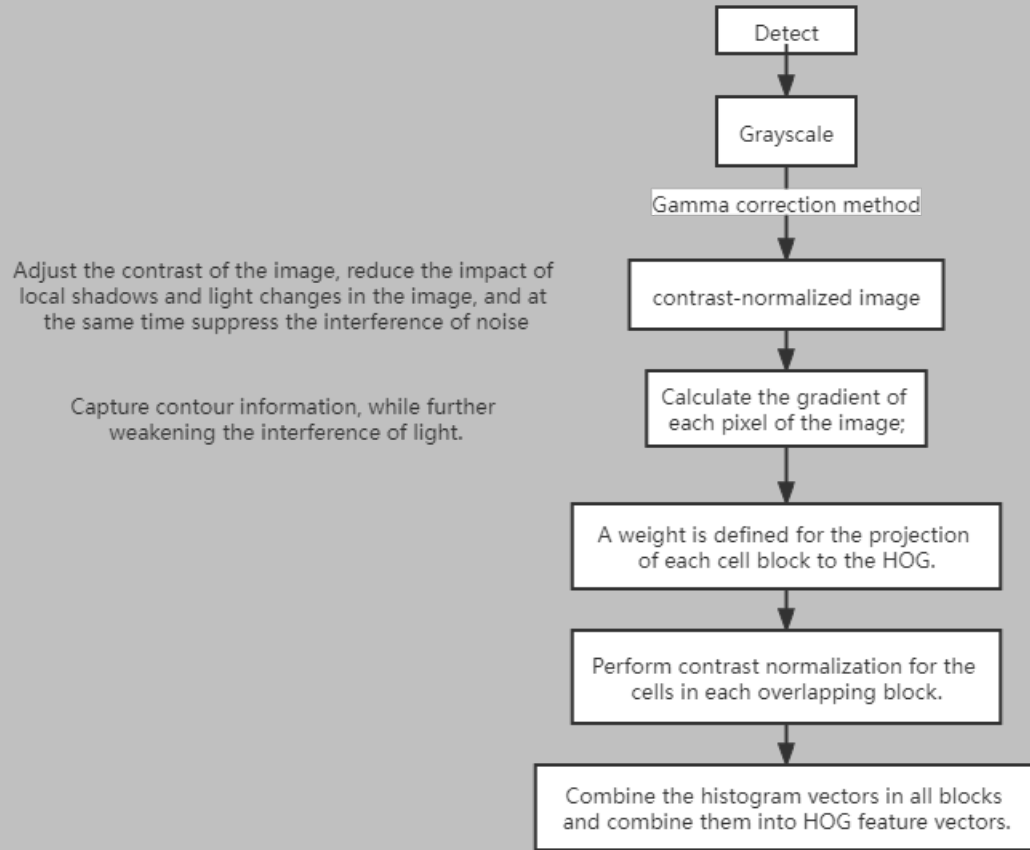 Detect
Grayscale
Gamma correction method
Adjust the contrast of the image, reduce the impact of
local shadows and light changes in the image, and at
the same time suppress the interference of noise
contrast-normalized image
Calculate the gradient of
each pixel of the image;
Capture contour information, while further
weakening the interference of light.
A weight is defined for the projection
of each cell block to the HOG.
Perform contrast normalization for the
cells in each overlapping block.
Combine the histogram vectors in all blocks
and combine them into HOG feature vectors.